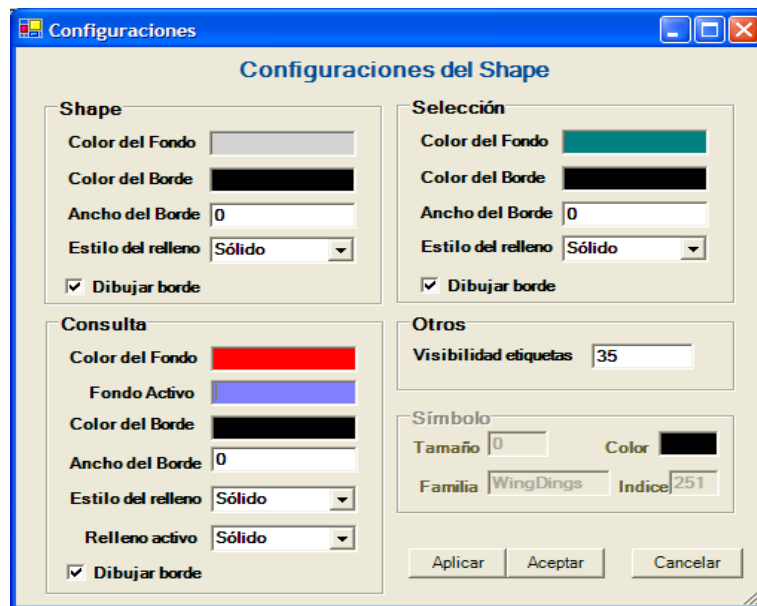 Configuraciones
Configuraciones del Shape
Shape
Color del Fondo
Color del Borde
Ancho del Borde 0
Estilo del relleno Sólido
Dibujar borde
Selección
Color del Fondo
Color del Borde
Ancho del Borde 0
Estilo del relleno Sólido
Dibujar borde
Consulta
Color del Fondo
Fondo Activo
Color del Borde
Ancho del Borde 0
Estilo del relleno Sólido
Relleno activo Sólido
Dibujar borde
Otros
Visibilidad etiquetas 35
Símbolo
Tamaño 0 Color
Familia WingDings Indice 251
Aplicar Aceptar Cancelar